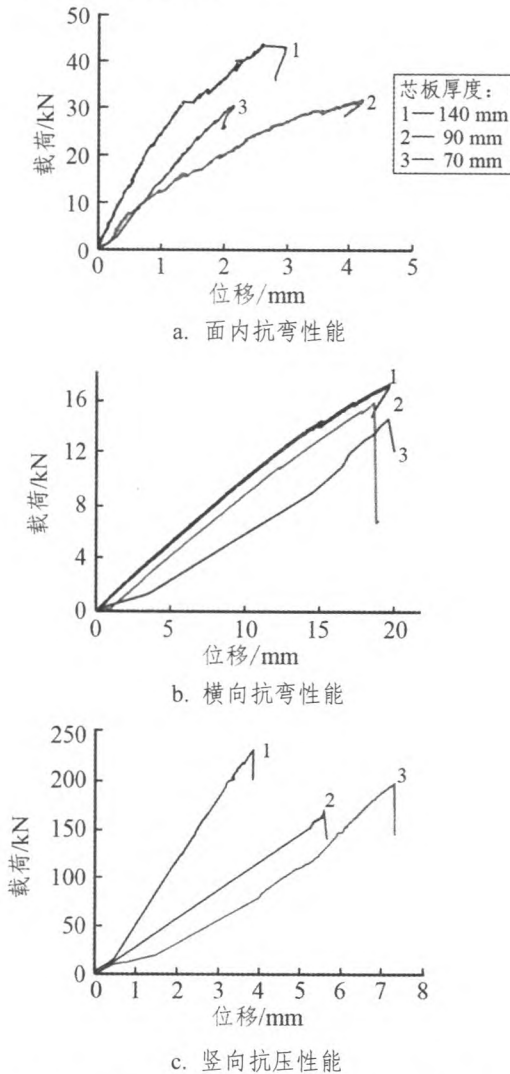 50
40
30
20
10
0
载荷/kN
1
3
2
芯板厚度：
1—140 mm
2— 90 mm
3— 70 mm
0 1 2 3 4 5
位移/mm
a. 面内抗弯性能
16
12
8
4
0
载荷/kN
1
2
3
0 5 10 15 20
位移/mm
b. 横向抗弯性能
250
200
150
100
50
0
载荷/kN
1
2
3
0 1 2 3 4 5 6 7 8
位移/mm
c. 竖向抗压性能